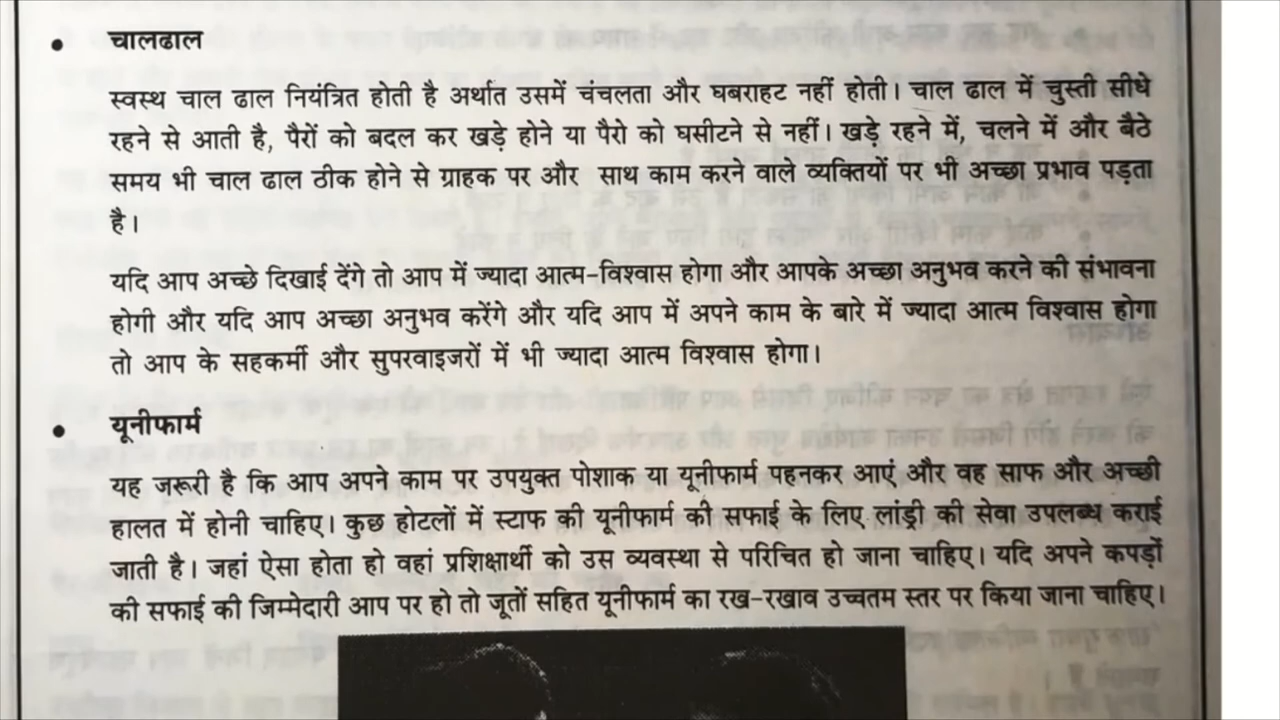 • चालढाल
स्वस्थ चाल ढाल नियंत्रित होती है अर्थात उसमें चंचलता और घबराहट नहीं होती। चाल ढाल में चुस्ती सीधे
रहने से आती है, पैरों को बदल कर खड़े होने या पैरो को घसीटने से नहीं। खड़े रहने में, चलने में और बैठे
समय भी चाल ढाल ठीक होने से ग्राहक पर और साथ काम करने वाले व्यक्तियों पर भी अच्छा प्रभाव पड़ता
है।
यदि आप अच्छे दिखाई देंगे तो आप में ज्यादा आत्म-विश्वास होगा और आपके अच्छा अनुभव करने की संभावना
होगी और यदि आप अच्छा अनुभव करेंगे और यदि आप में अपने काम के बारे में ज्यादा आत्म विश्वास होगा
तो आप के सहकर्मी और सुपरवाइजरों में भी ज्यादा आत्म विश्वास होगा।
• यूनीफार्म
यह जरूरी है कि आप अपने काम पर उपयुक्त पोशाक या यूनीफार्म पहनकर आएं और वह साफ और अच्छी
हालत में होनी चाहिए। कुछ होटलों में स्टाफ की यूनीफार्म की सफाई के लिए लांड्री की सेवा उपलब्ध कराई
जाती है। जहां ऐसा होता हो वहां प्रशिक्षार्थी को उस व्यवस्था से परिचित हो जाना चाहिए। यदि अपने कपड़ों
की सफाई की जिम्मेदारी आप पर हो तो जूतों सहित यूनीफार्म का रख-रखाव उच्चतम स्तर पर किया जाना चाहिए।